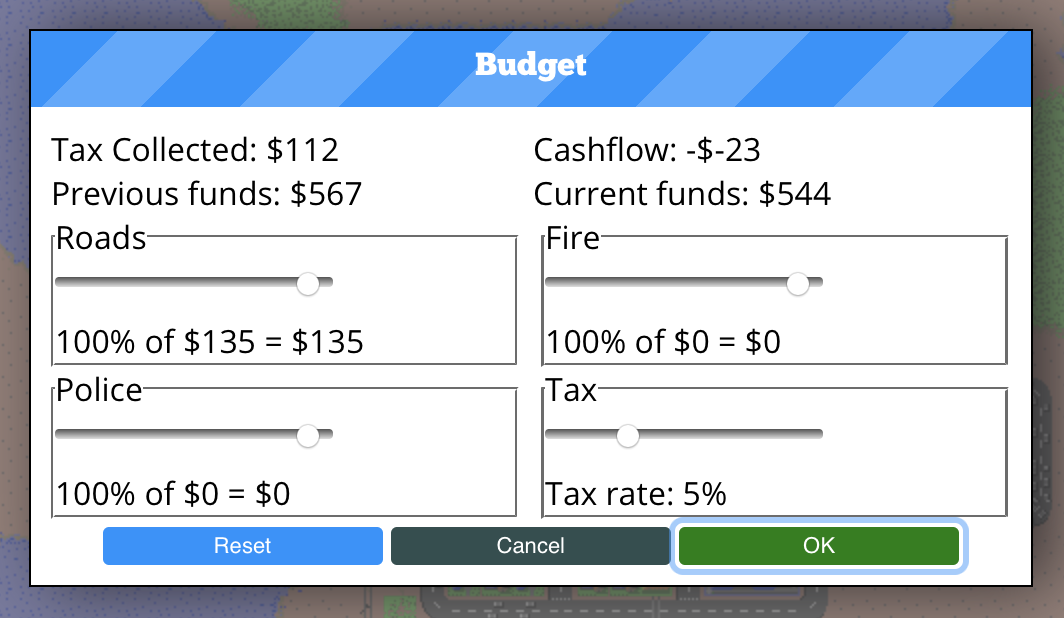 Budget
Tax Collected: $112
Cashflow: -$-23
Previous funds: $567
Current funds: $544
Roads
100% of $135 = $135
Fire
100% of $0 = $0
Police
100% of $0 = $0
Tax
Tax rate: 5%
Reset
Cancel
OK